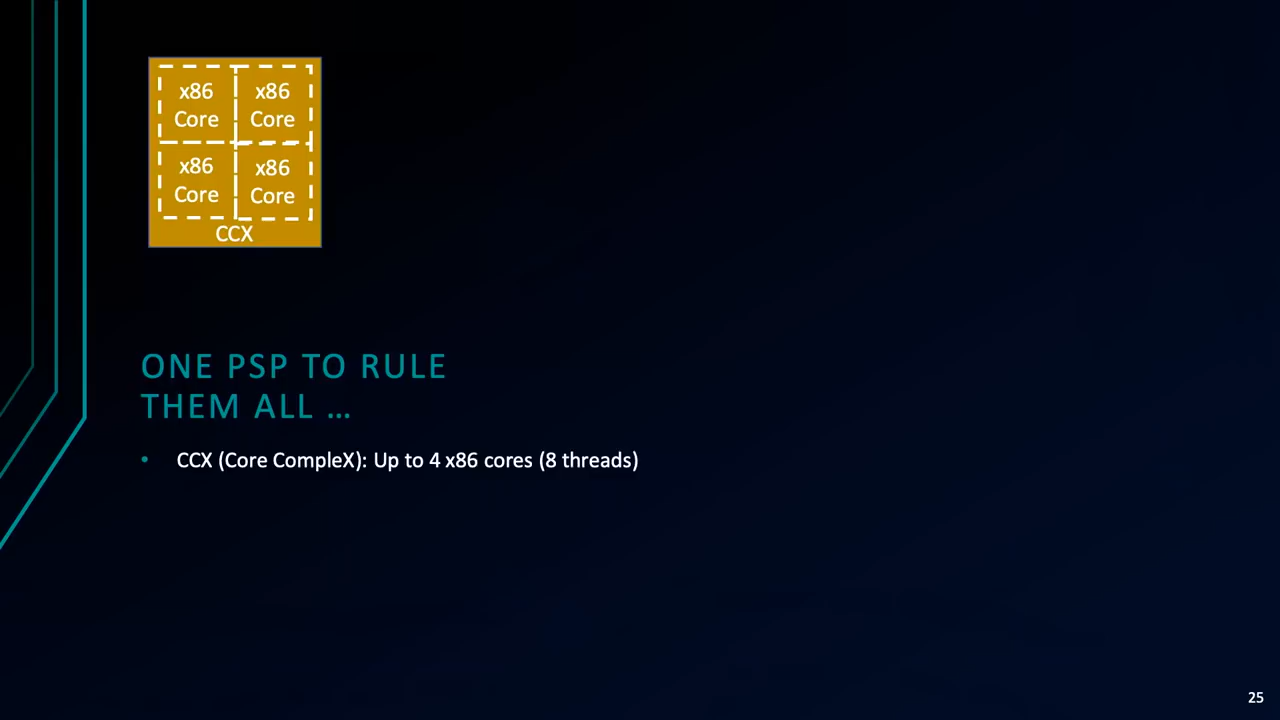 x86 x86
Core Core
x86 x86
Core Core
CCX
ONE PSP TO RULE
THEM ALL …
• CCX (Core CompleX): Up to 4 x86 cores (8 threads)
25